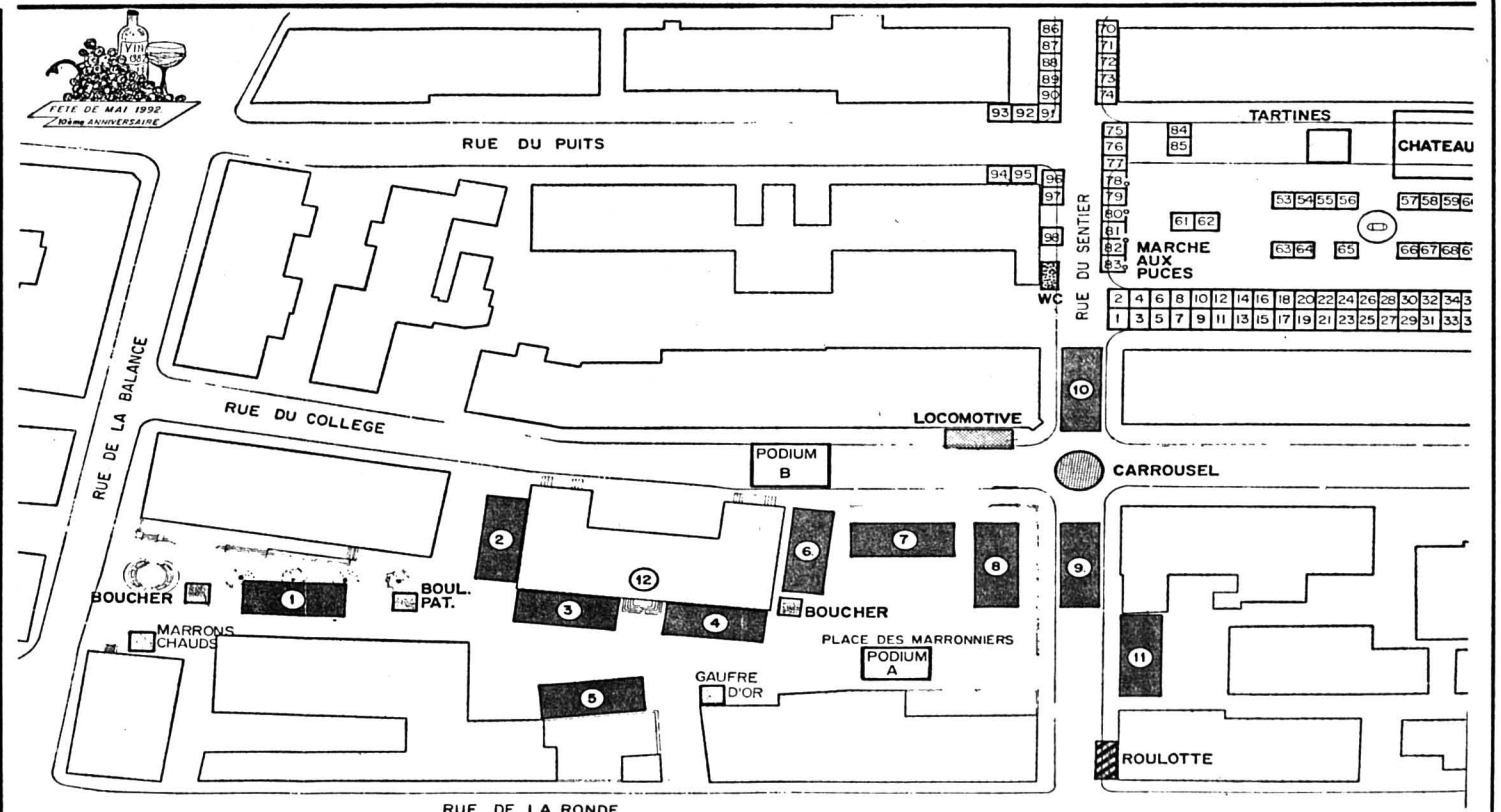 VIN
FETE DE MAI 1992
10ème ANNIVERSAIRE
86
87
88
89
90
93 92 91
70
71
72
73
74
RUE DU PUITS
TARTINES
CHATEAU
75
76
77
78
79
80
81
82
83
84
85
94 95 96
97
98
WC
RUE DU SENTIER
MARCHE
AUX
PUCES
53 54 55 56
57 58 59
61 62
63 64 65
66 67 68
2 4 6 8 10 12 14 16 18 20 22 24 26 28 30 32 34
1 3 5 7 9 11 13 15 17 19 21 23 25 27 29 31 33
RUE DE LA BALANCE
RUE DU COLLEGE
LOCOMOTIVE
10
PODIUM
B
CARROUSEL
2
6
7
8
9
12
BOUCHER
1
BOUL.
PAT.
3
4
BOUCHER
MARRONS
CHAUDS
PLACE DES MARRONNIERS
PODIUM
A
11
5
GAUFRE
D'OR
ROULOTTE
RUE DE LA RONDE